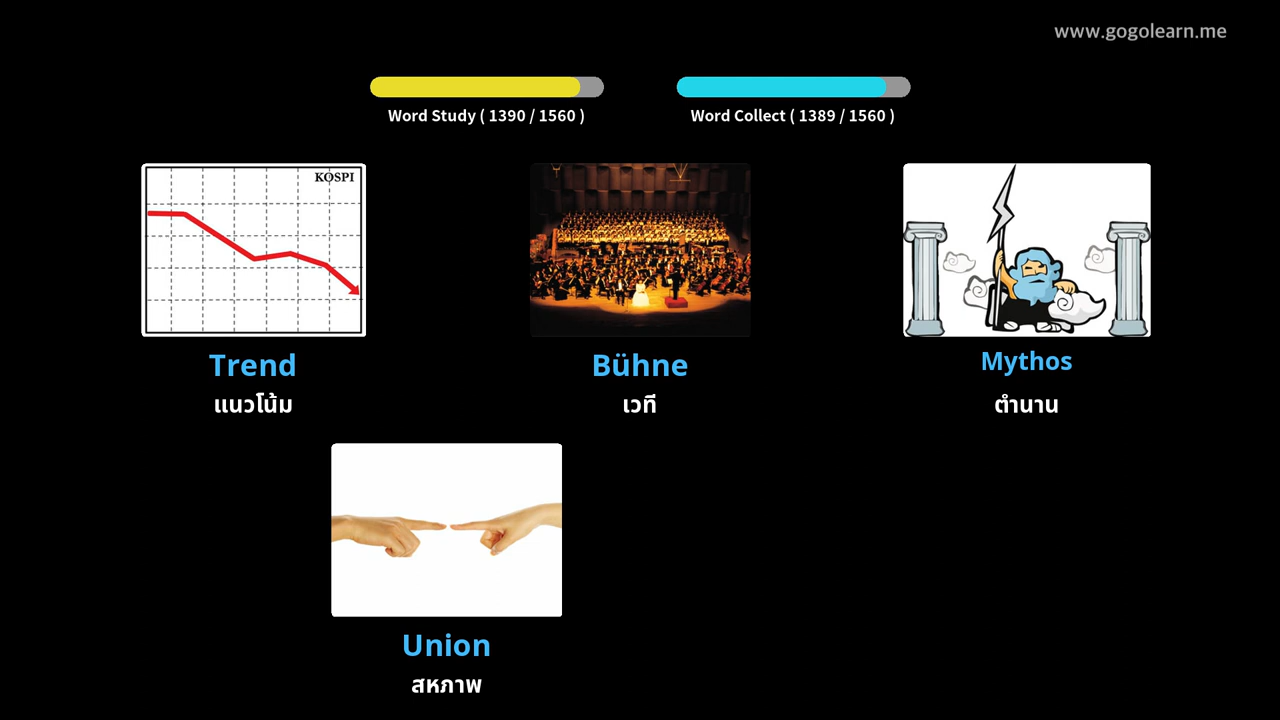 www.gogolearn.me
Word Study ( 1390 / 1560 )
Word Collect ( 1389 / 1560 )
KOSPI
Trend
แนวโน้ม
Bühne
เวที
Mythos
ตำนาน
Union
สหภาพ